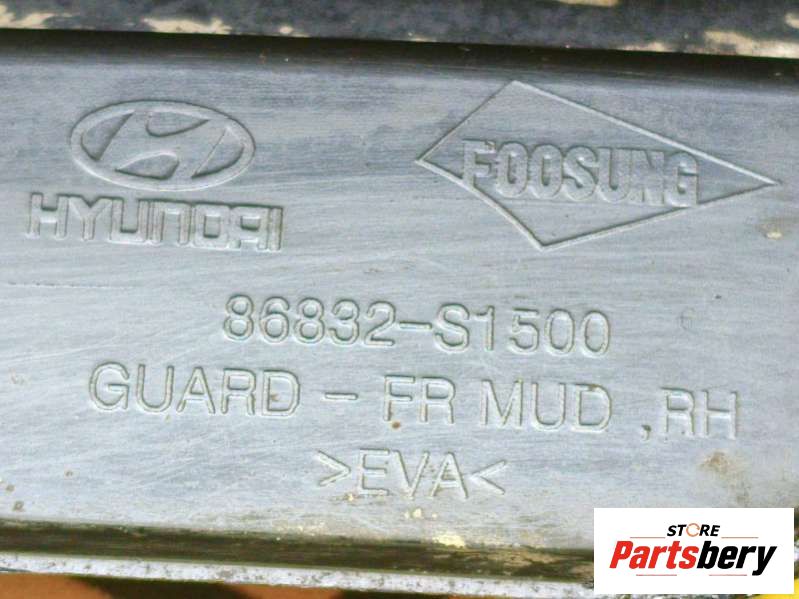 HYUNDAI
FOOSUNG
86832-S1500
GUARD - FR MUD ,RH
>EVA<
STORE
Partsbery